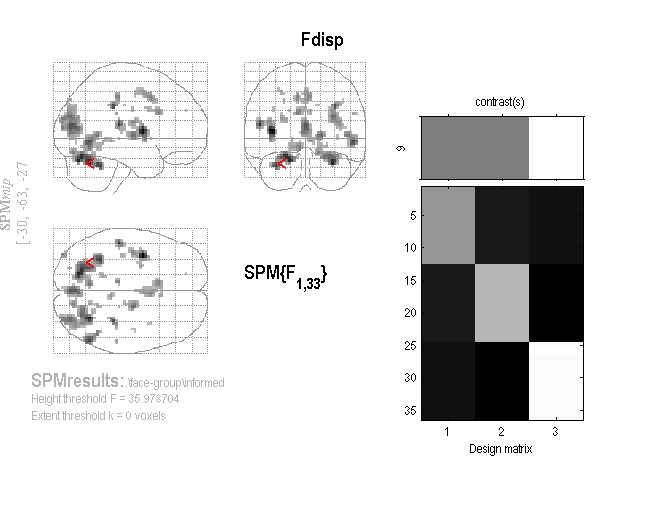 Fdisp
SPMmip
[-30, -63, -27]
SPM{F1,33}
SPMresults: .\face-group\informed
Height threshold F = 35.978704
Extent threshold k = 0 voxels
contrast(s)
9
5
10
15
20
25
30
35
1 2 3
Design matrix